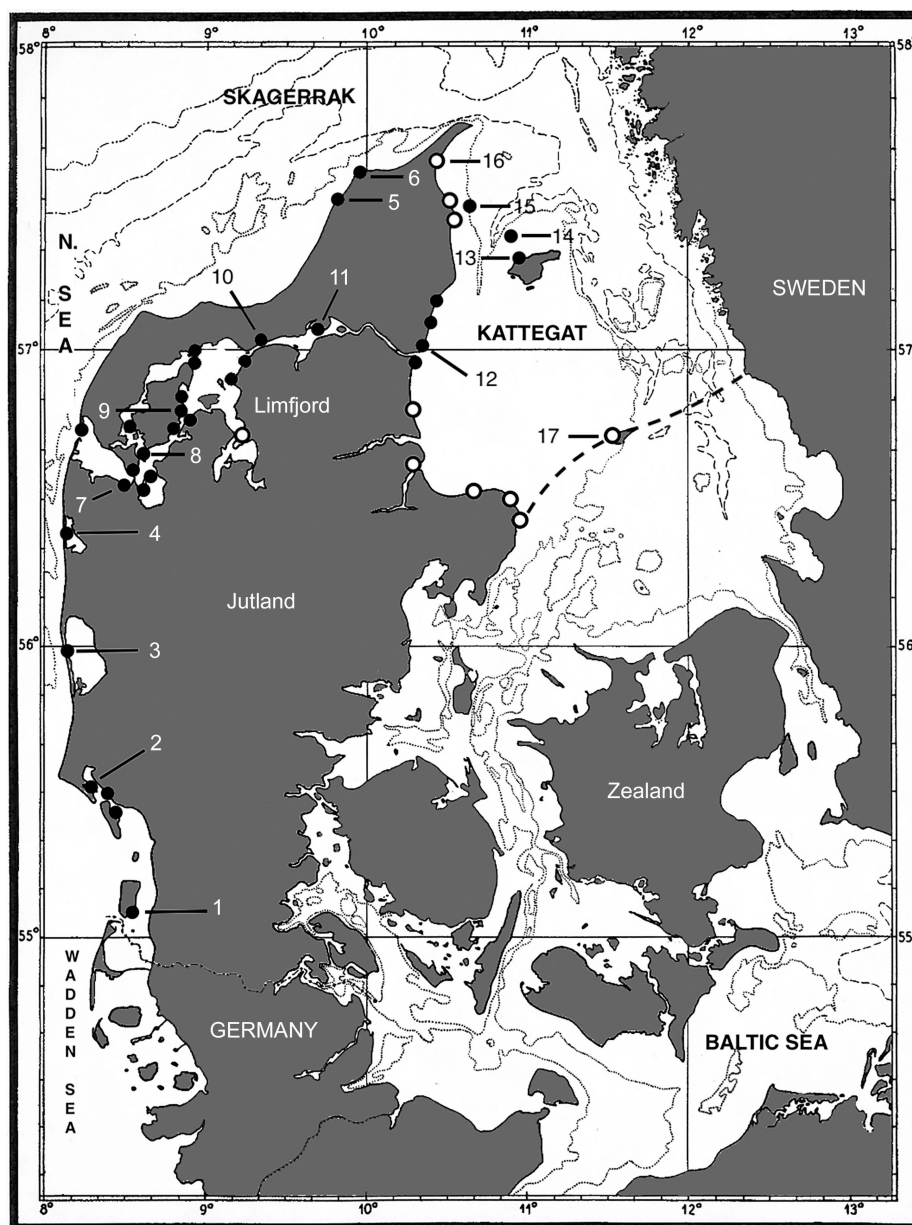 8° 9° 10° 11° 12° 13°
58° 58°
SKAGERRAK
16
6
5
15
N.
14
13
S
E
A
10
11
SWEDEN
KATTEGAT
57° 57°
12
9
Limfjord
17
8
7
4
Jutland
56° 56°
3
2
Zealand
1
55° 55°
W
A
D
D
E
N
S
E
A
GERMANY
BALTIC SEA
8° 9° 10° 11° 12° 13°